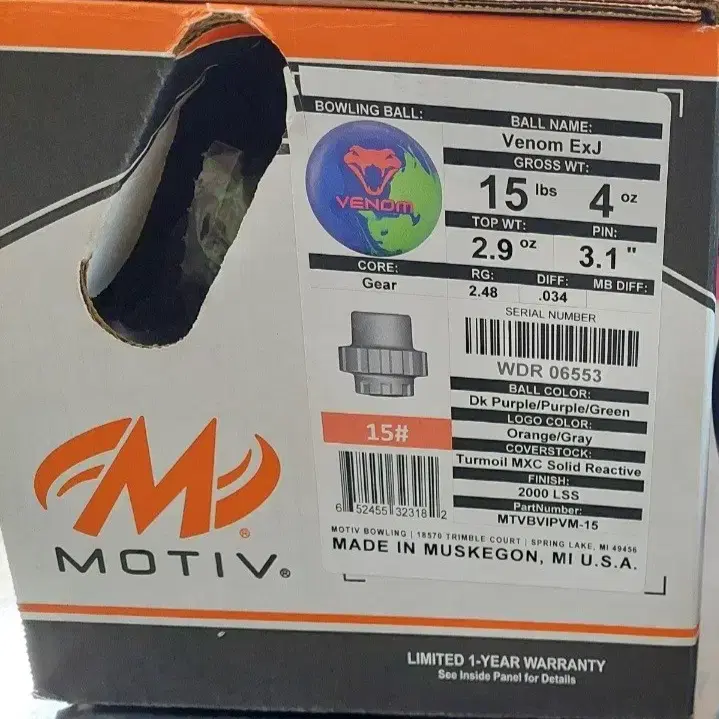 BOWLING BALL:
VENOM
CORE:
Gear
15#
6 52455 32318 2
BALL NAME:
Venom ExJ
GROSS WT:
15 lbs 4 oz
TOP WT: PIN:
2.9 oz 3.1 "
RG: DIFF: MB DIFF:
2.48 .034
SERIAL NUMBER
WDR 06553
BALL COLOR:
Dk Purple/Purple/Green
LOGO COLOR:
Orange/Gray
COVERSTOCK:
Turmoil MXC Solid Reactive
FINISH:
2000 LSS
PartNumber:
MTVBVIPVM-15
MOTIV BOWLING | 18570 TRIMBLE COURT | SPRING LAKE, MI 49456
MADE IN MUSKEGON, MI U.S.A.
M®
MOTIV®
LIMITED 1-YEAR WARRANTY
See Inside Panel for Details